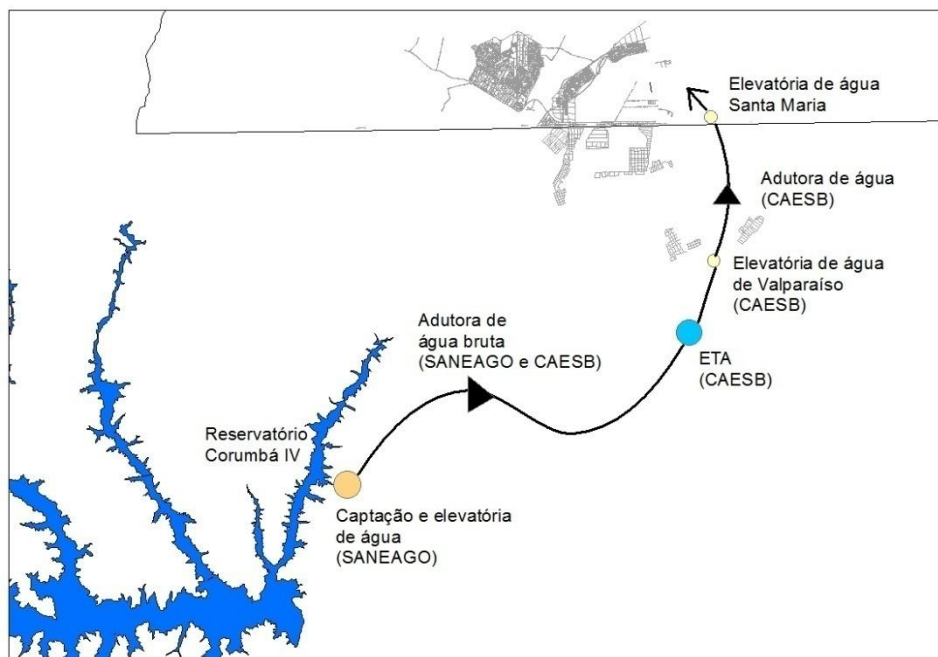 Elevatória de água
Santa Maria
Adutora de água
(CAESB)
Elevatória de água
de Valparaíso
(CAESB)
Adutora de
água bruta
(SANEAGO e CAESB)
ETA
(CAESB)
Reservatório
Corumbá IV
Captação e elevatória
de água
(SANEAGO)